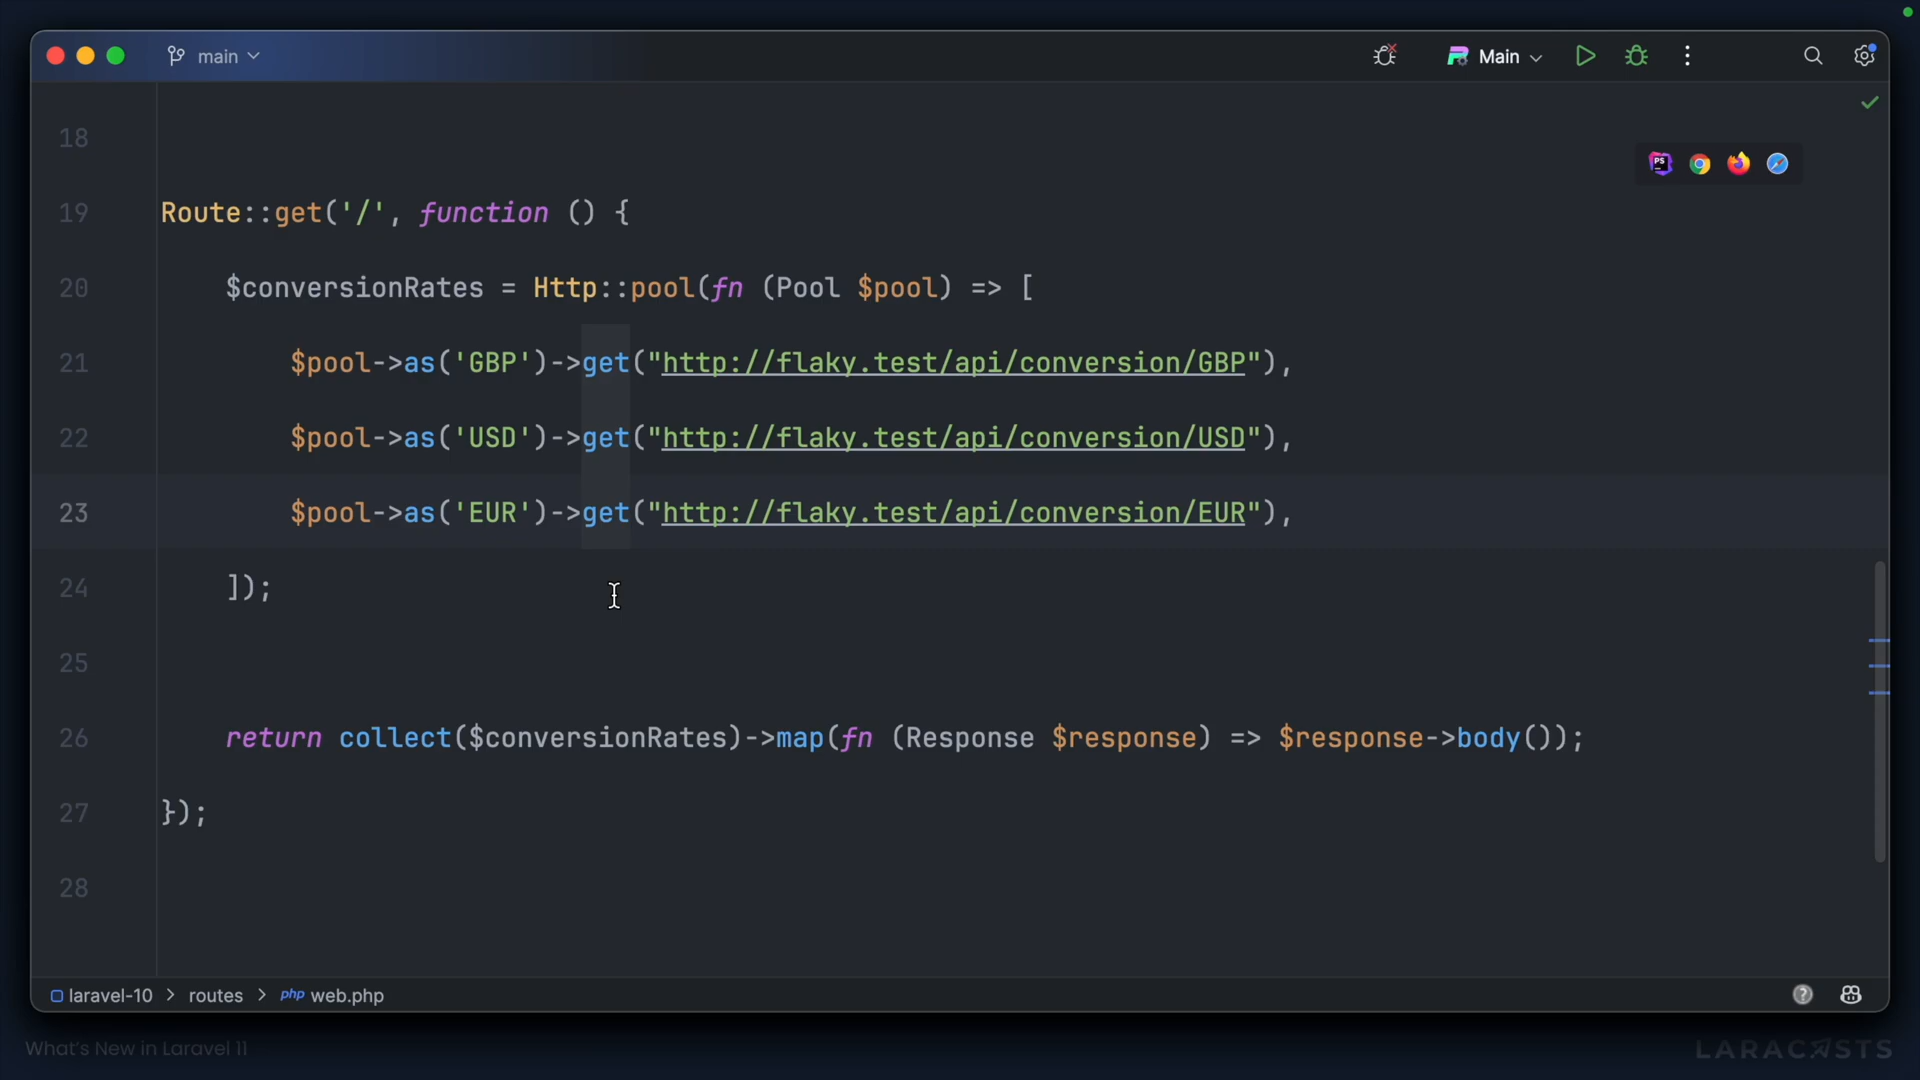 main
Main
18
19 Route::get('/', function () {
20 $conversionRates = Http::pool(fn (Pool $pool) => [
21 $pool->as('GBP')->get("http://flaky.test/api/conversion/GBP"),
22 $pool->as('USD')->get("http://flaky.test/api/conversion/USD"),
23 $pool->as('EUR')->get("http://flaky.test/api/conversion/EUR"),
24 ]);
25
26 return collect($conversionRates)->map(fn (Response $response) => $response->body());
27 });
28
PS
laravel-10 > routes > php web.php
?
What's New in Laravel 11
LARACASTS